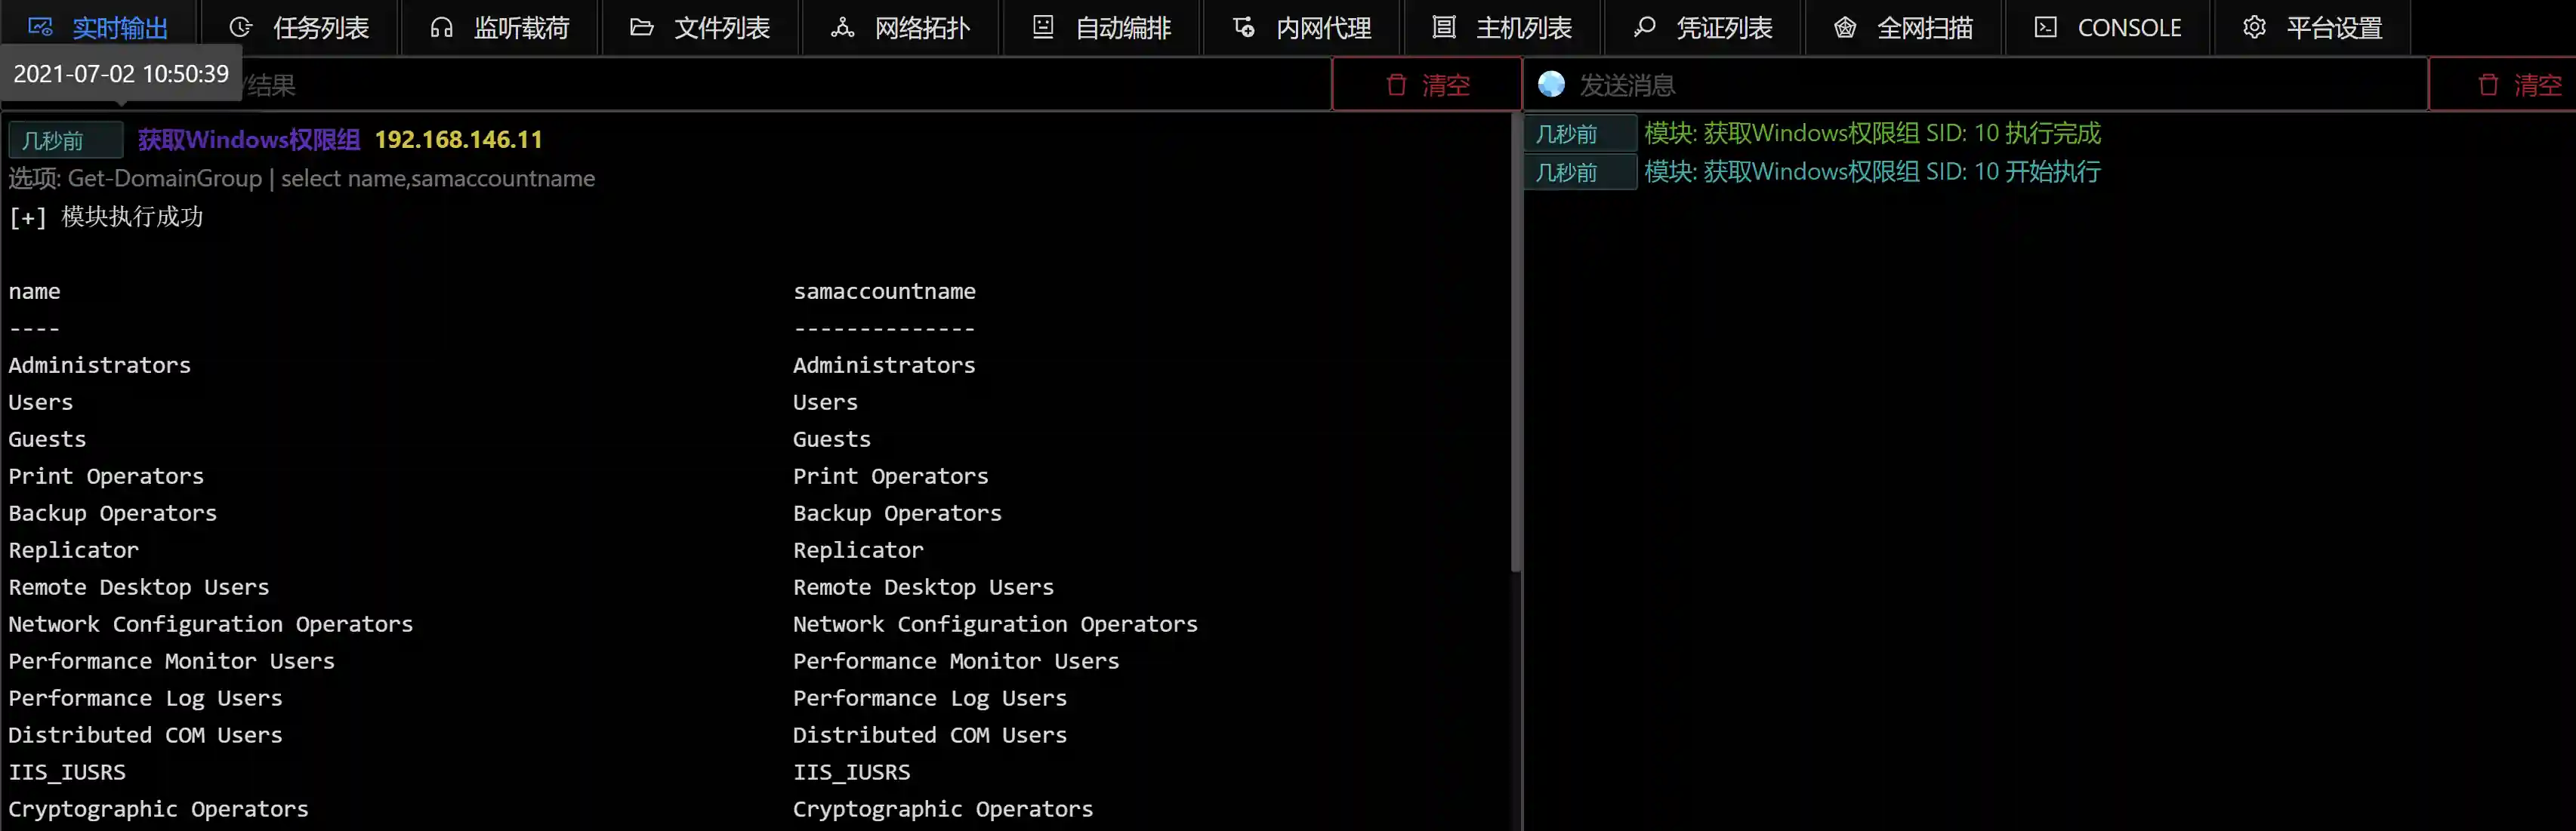 实时输出 任务列表 监听载荷 文件列表 网络拓扑 自动编排 内网代理 主机列表 凭证列表 全网扫描 CONSOLE 平台设置
2021-07-02 10:50:39 /结果 清空 发送消息 清空
几秒前 获取Windows权限组 192.168.146.11
选项: Get-DomainGroup | select name,samaccountname
[+] 模块执行成功
name samaccountname
---- --------------
Administrators Administrators
Users Users
Guests Guests
Print Operators Print Operators
Backup Operators Backup Operators
Replicator Replicator
Remote Desktop Users Remote Desktop Users
Network Configuration Operators Network Configuration Operators
Performance Monitor Users Performance Monitor Users
Performance Log Users Performance Log Users
Distributed COM Users Distributed COM Users
IIS_IUSRS IIS_IUSRS
Cryptographic Operators Cryptographic Operators
几秒前 模块: 获取Windows权限组 SID: 10 执行完成
几秒前 模块: 获取Windows权限组 SID: 10 开始执行